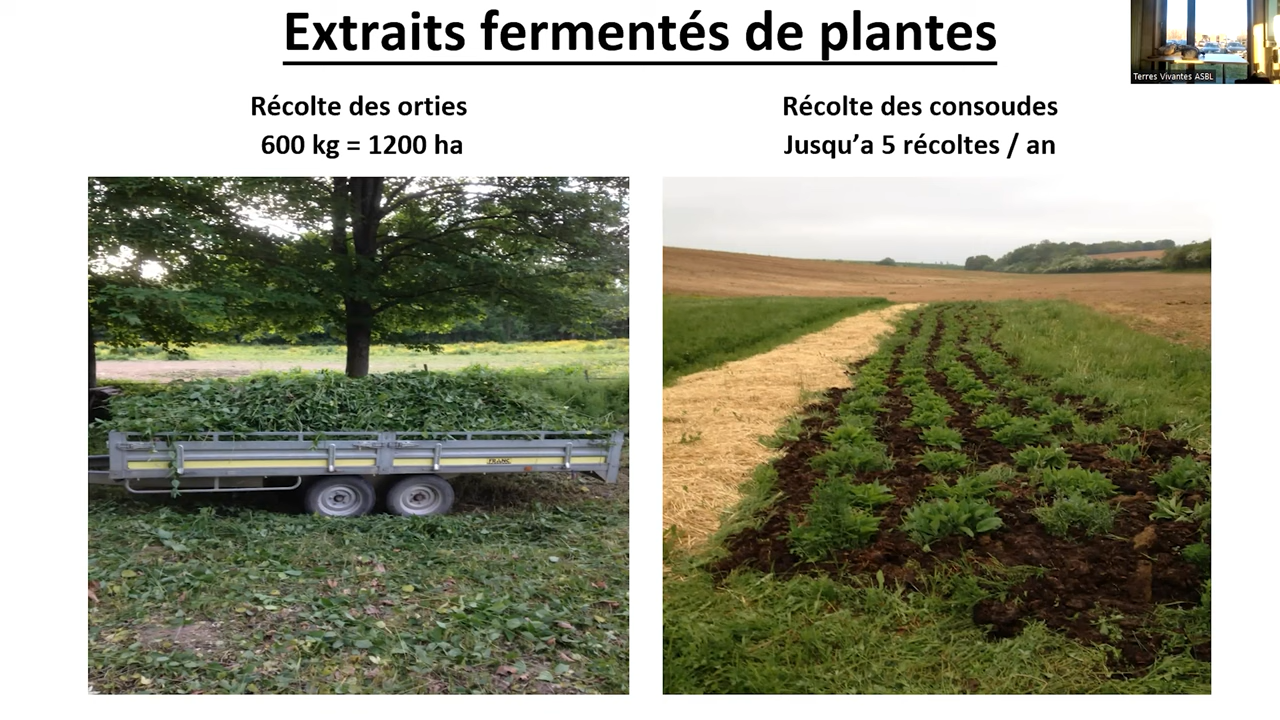 Extraits fermentés de plantes
Terres Vivantes ASBL
Récolte des orties
600 kg = 1200 ha
Récolte des consoudes
Jusqu’a 5 récoltes / an